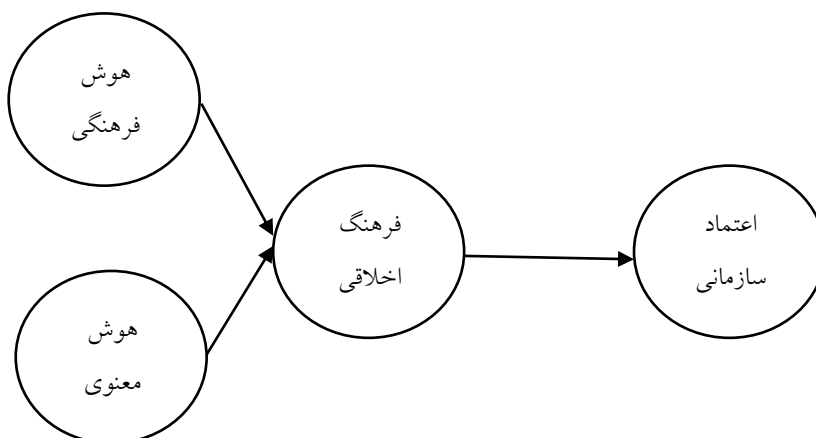 هوش
فرهنگی
هوش
معنوی
فرهنگ
اخلاقی
اعتماد
سازمانی